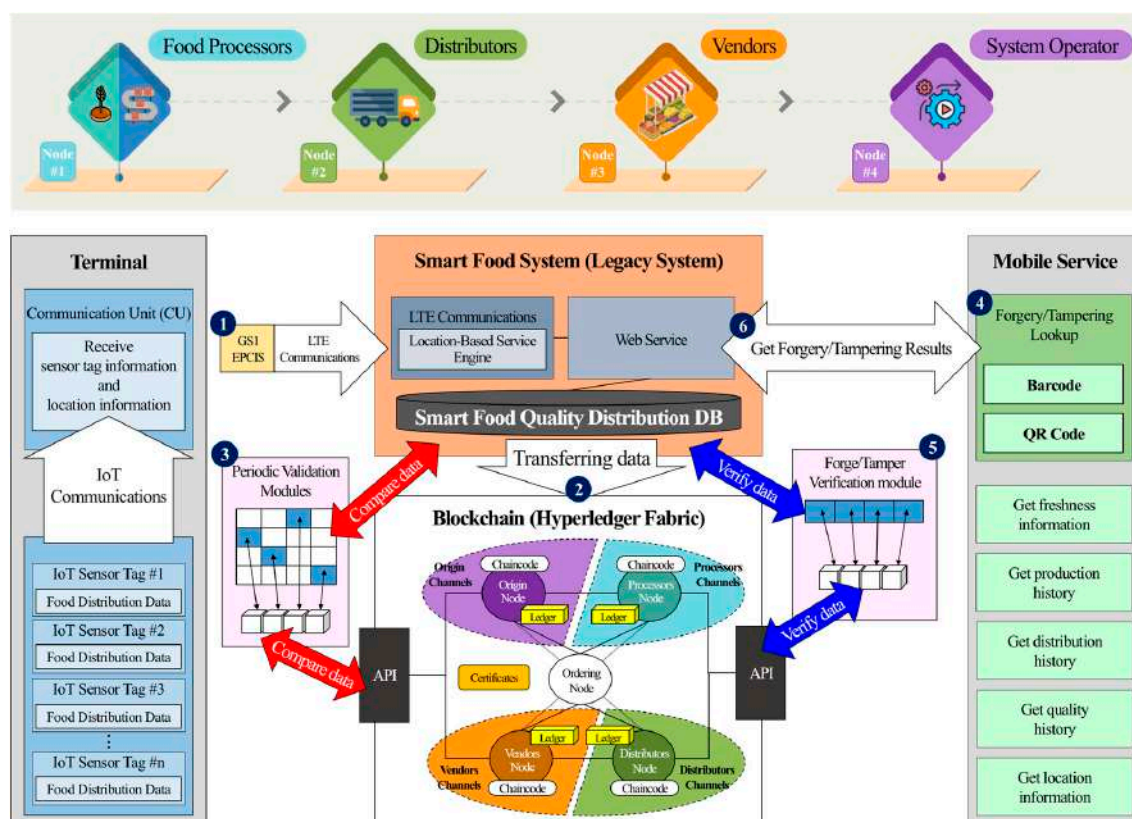 Food Processors
Distributors
Vendors
System Operator
Node
#1
Node
#2
Node
#3
Node
#4
Terminal
Communication Unit (CU)
Receive
sensor tag information
and
location information
IoT
Communications
IoT Sensor Tag #1
Food Distribution Data
IoT Sensor Tag #2
Food Distribution Data
IoT Sensor Tag #3
Food Distribution Data
⋮
IoT Sensor Tag #n
Food Distribution Data
1
GS1
EPCIS
LTE
Communications
Smart Food System (Legacy System)
LTE Communications
Location-Based Service
Engine
Web Service
Smart Food Quality Distribution DB
6
Get Forgery/Tampering Results
3
Periodic Validation
Modules
Compare data
Compare data
Transferring data
2
Verify data
Verify data
5
Forge/Tamper
Verification module
Blockchain (Hyperledger Fabric)
Origin
Channels
Chaincode
Origin
Node
Ledger
Chaincode
Processors
Node
Ledger
Processors
Channels
API
API
Certificates
Ordering
Node
Vendors
Channels
Ledger
Vendors
Node
Chaincode
Ledger
Distributors
Node
Chaincode
Distributors
Channels
Mobile Service
4
Forgery/Tampering
Lookup
Barcode
QR Code
Get freshness
information
Get production
history
Get distribution
history
Get quality
history
Get location
information